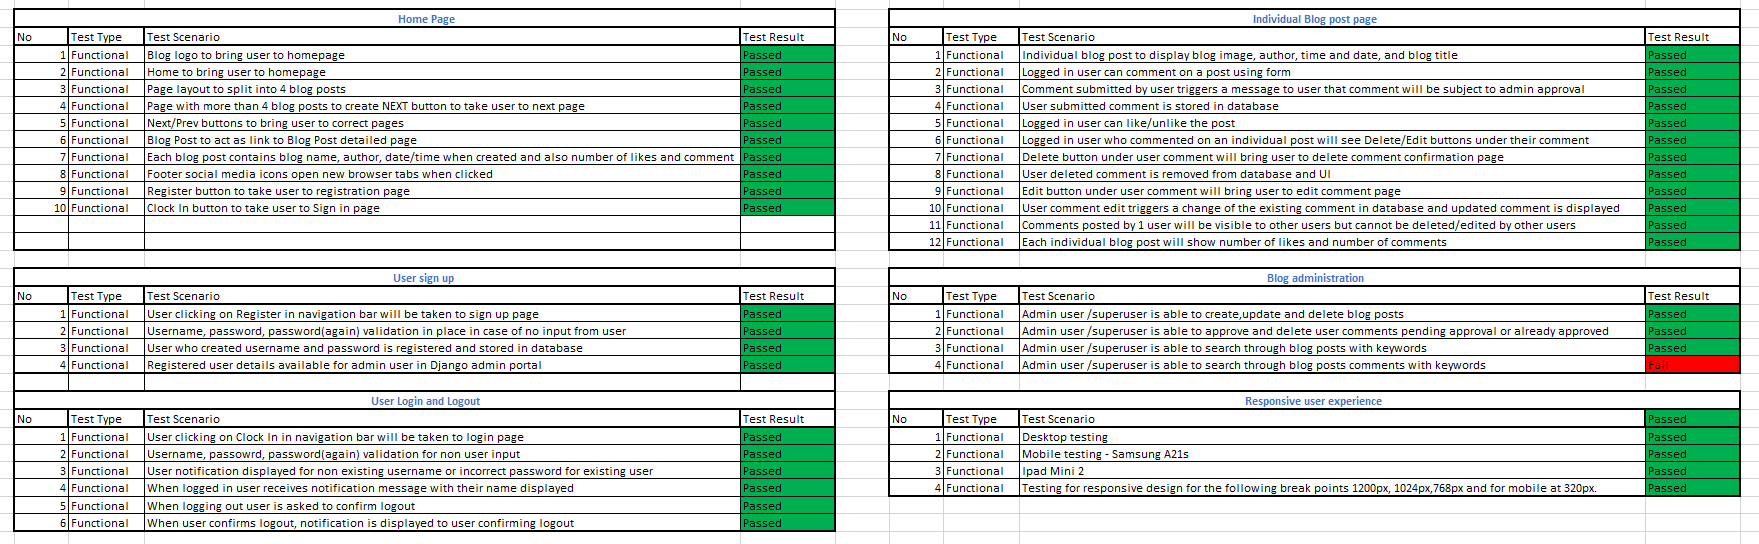 Home Page
No Test Type Test Scenario Test Result
1 Functional Blog logo to bring user to homepage Passed
2 Functional Home to bring user to homepage Passed
3 Functional Page layout to split into 4 blog posts Passed
4 Functional Page with more than 4 blog posts to create NEXT button to take user to next page Passed
5 Functional Next/Prev buttons to bring user to correct pages Passed
6 Functional Blog Post to act as link to Blog Post detailed page Passed
7 Functional Each blog post contains blog name, author, date/time when created and also number of likes and comment Passed
8 Functional Footer social media icons open new browser tabs when clicked Passed
9 Functional Register button to take user to registration page Passed
10 Functional Clock In button to take user to Sign in page Passed
User sign up
No Test Type Test Scenario Test Result
1 Functional User clicking on Register in navigation bar will be taken to sign up page Passed
2 Functional Username, password, password(again) validation in place in case of no input from user Passed
3 Functional User who created username and password is registered and stored in database Passed
4 Functional Registered user details available for admin user in Django admin portal Passed
User Login and Logout
No Test Type Test Scenario Test Result
1 Functional User clicking on Clock In in navigation bar will be taken to login page Passed
2 Functional Username, passowrd, password(again) validation for non user input Passed
3 Functional User notification displayed for non existing username or incorrect password for existing user Passed
4 Functional When logged in user receives notification message with their name displayed Passed
5 Functional When logging out user is asked to confirm logout Passed
6 Functional When user confirms logout, notification is displayed to user confirming logout Passed
Individual Blog post page
No Test Type Test Scenario Test Result
1 Functional Individual blog post to display blog image, author, time and date, and blog title Passed
2 Functional Logged in user can comment on a post using form Passed
3 Functional Comment submitted by user triggers a message to user that comment will be subject to admin approval Passed
4 Functional User submitted comment is stored in database Passed
5 Functional Logged in user can like/unlike the post Passed
6 Functional Logged in user who commented on an individual post will see Delete/Edit buttons under their comment Passed
7 Functional Delete button under user comment will bring user to delete comment confirmation page Passed
8 Functional User deleted comment is removed from database and UI Passed
9 Functional Edit button under user comment will bring user to edit comment page Passed
10 Functional User comment edit triggers a change of the existing comment in database and updated comment is displayed Passed
11 Functional Comments posted by 1 user will be visible to other users but cannot be deleted/edited by other users Passed
12 Functional Each individual blog post will show number of likes and number of comments Passed
Blog administration
No Test Type Test Scenario Test Result
1 Functional Admin user /superuser is able to create,update and delete blog posts Passed
2 Functional Admin user /superuser is able to approve and delete user comments pending approval or already approved Passed
3 Functional Admin user /superuser is able to search through blog posts with keywords Passed
4 Functional Admin user /superuser is able to search through blog posts comments with keywords Fail
Responsive user experience
No Test Type Test Scenario Passed
1 Functional Desktop testing Passed
2 Functional Mobile testing - Samsung A21s Passed
3 Functional Ipad Mini 2 Passed
4 Functional Testing for responsive design for the following break points 1200px, 1024px,768px and for mobile at 320px. Passed